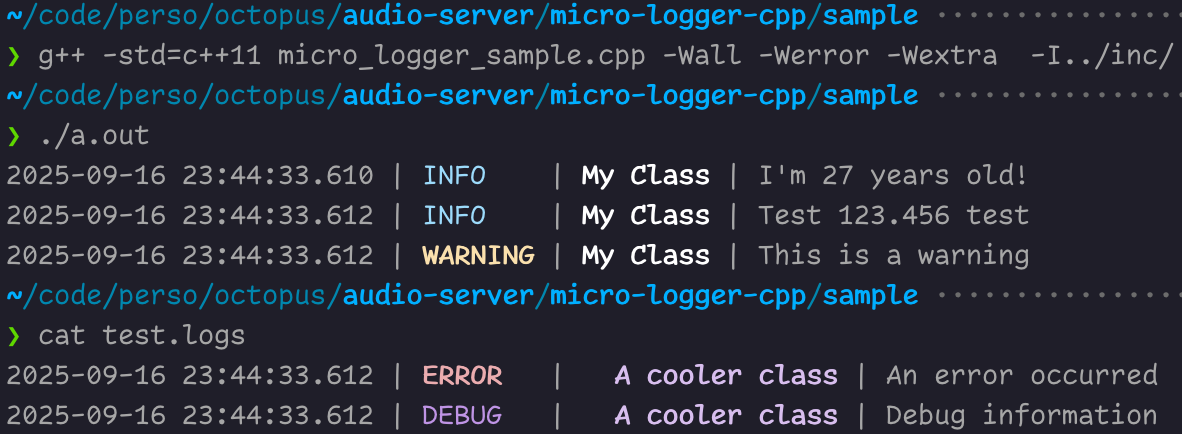 ~/code/perso/octopus/audio-server/micro-logger-cpp/sample ················
❯ g++ -std=c++11 micro_logger_sample.cpp -Wall -Werror -Wextra  -I../inc/
~/code/perso/octopus/audio-server/micro-logger-cpp/sample ················
❯ ./a.out
2025-09-16 23:44:33.610 | INFO    | My Class | I'm 27 years old!
2025-09-16 23:44:33.612 | INFO    | My Class | Test 123.456 test
2025-09-16 23:44:33.612 | WARNING | My Class | This is a warning
~/code/perso/octopus/audio-server/micro-logger-cpp/sample ················
❯ cat test.logs
2025-09-16 23:44:33.612 | ERROR   |   A cooler class | An error occurred
2025-09-16 23:44:33.612 | DEBUG   |   A cooler class | Debug information